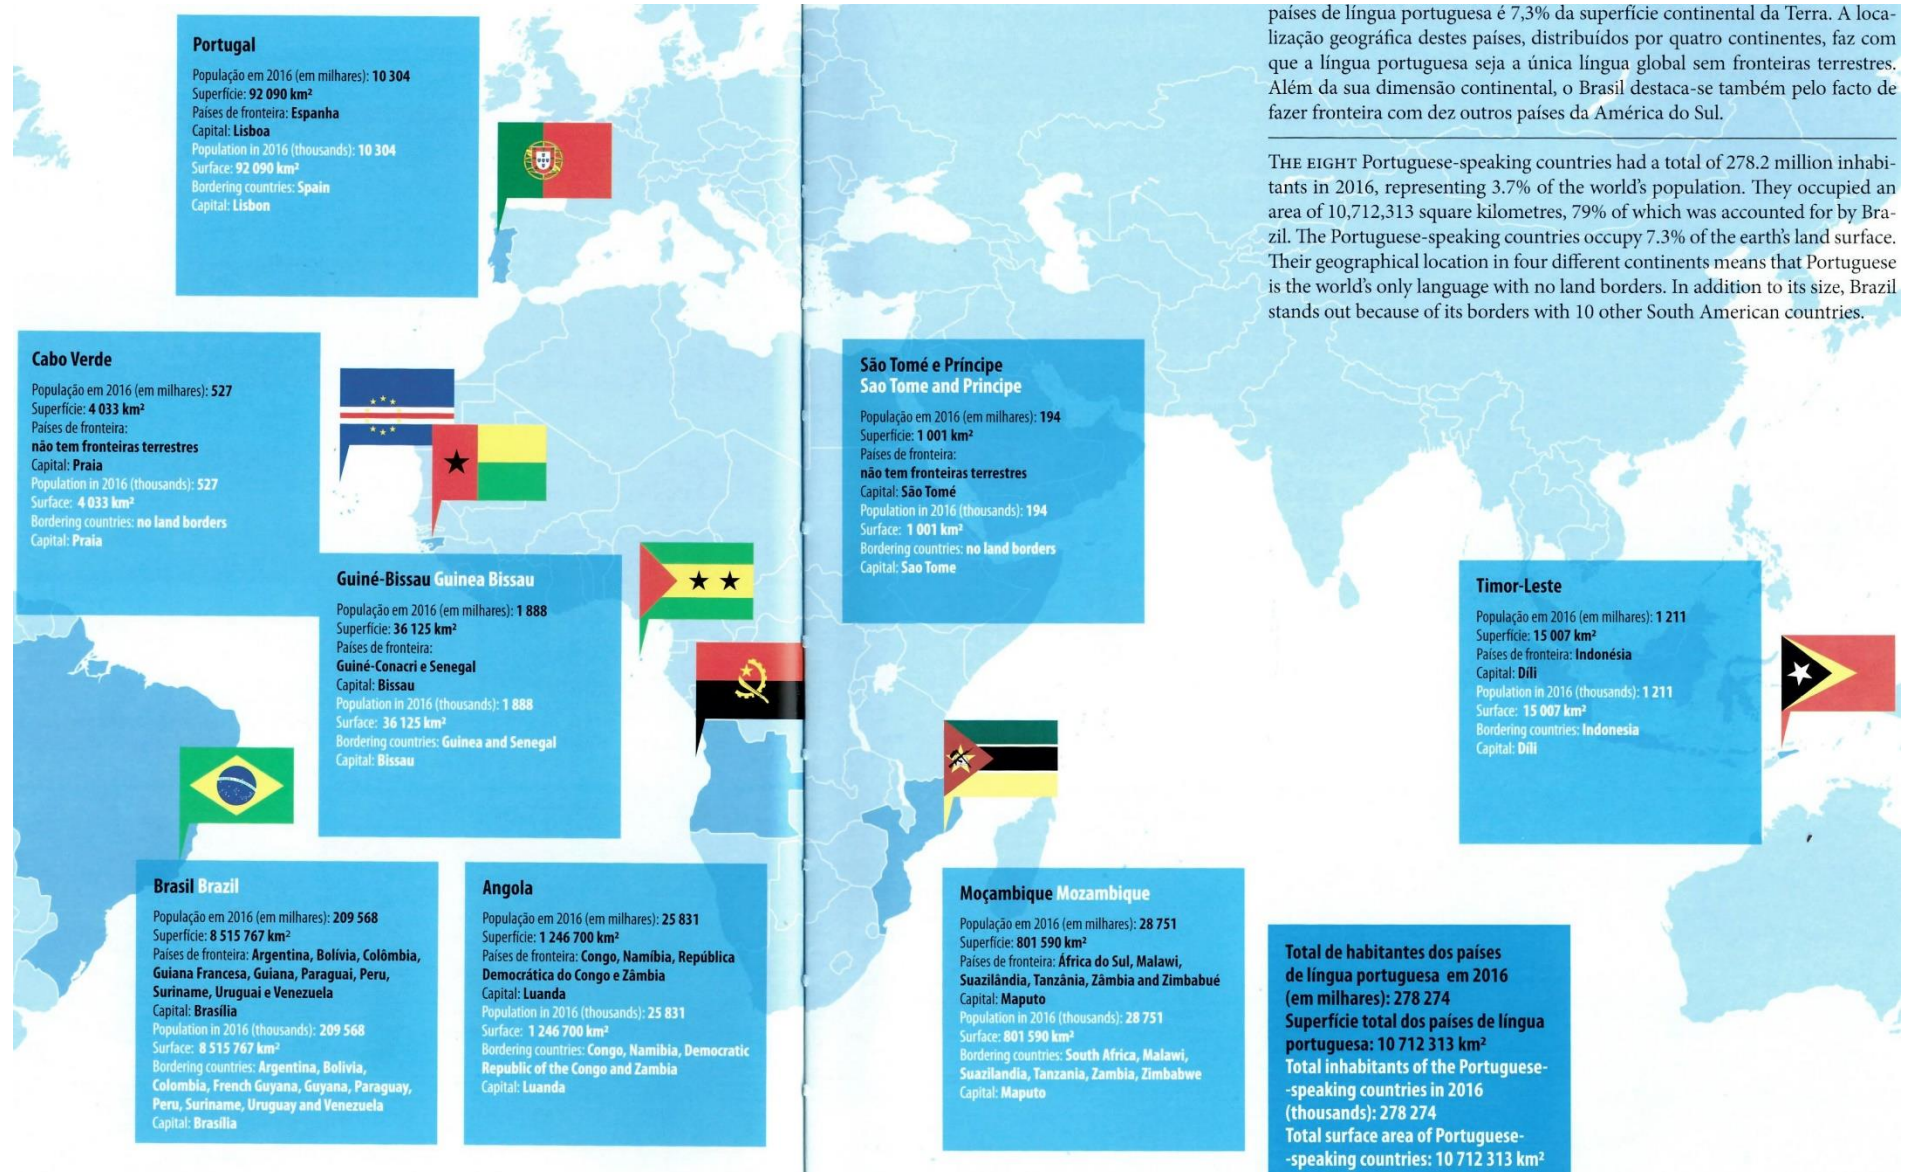 países de língua portuguesa é 7,3% da superfície continental da Terra. A loca-
lização geográfica destes países, distribuídos por quatro continentes, faz com
que a língua portuguesa seja a única língua global sem fronteiras terrestres.
Além da sua dimensão continental, o Brasil destaca-se também pelo facto de
fazer fronteira com dez outros países da América do Sul.
THE EIGHT Portuguese-speaking countries had a total of 278.2 million inhabi-
tants in 2016, representing 3.7% of the world's population. They occupied an
area of 10,712,313 square kilometres, 79% of which was accounted for by Bra-
zil. The Portuguese-speaking countries occupy 7.3% of the earth's land surface.
Their geographical location in four different continents means that Portuguese
is the world's only language with no land borders. In addition to its size, Brazil
stands out because of its borders with 10 other South American countries.
Portugal
População em 2016 (em milhares): 10 304
Superfície: 92 090 km²
Países de fronteira: Espanha
Capital: Lisboa
Population in 2016 (thousands): 10 304
Surface: 92 090 km²
Bordering countries: Spain
Capital: Lisbon
Cabo Verde
População em 2016 (em milhares): 527
Superfície: 4 033 km²
Países de fronteira:
não tem fronteiras terrestres
Capital: Praia
Population in 2016 (thousands): 527
Surface: 4 033 km²
Bordering countries: no land borders
Capital: Praia
São Tomé e Príncipe
Sao Tome and Principe
População em 2016 (em milhares): 194
Superfície: 1 001 km²
Países de fronteira:
não tem fronteiras terrestres
Capital: São Tomé
Population in 2016 (thousands): 194
Surface: 1 001 km²
Bordering countries: no land borders
Capital: Sao Tome
Guiné-Bissau Guinea Bissau
População em 2016 (em milhares): 1 888
Superfície: 36 125 km²
Países de fronteira:
Guiné-Conacri e Senegal
Capital: Bissau
Population in 2016 (thousands): 1 888
Surface: 36 125 km²
Bordering countries: Guinea and Senegal
Capital: Bissau
Timor-Leste
População em 2016 (em milhares): 1 211
Superfície: 15 007 km²
Países de fronteira: Indonésia
Capital: Díli
Population in 2016 (thousands): 1 211
Surface: 15 007 km²
Bordering countries: Indonesia
Capital: Díli
Brasil Brazil
População em 2016 (em milhares): 209 568
Superfície: 8 515 767 km²
Países de fronteira: Argentina, Bolívia, Colômbia,
Guiana Francesa, Guiana, Paraguai, Peru,
Suriname, Uruguai e Venezuela
Capital: Brasília
Population in 2016 (thousands): 209 568
Surface: 8 515 767 km²
Bordering countries: Argentina, Bolivia,
Colombia, French Guyana, Guyana, Paraguay,
Peru, Suriname, Uruguay and Venezuela
Capital: Brasília
Angola
População em 2016 (em milhares): 25 831
Superfície: 1 246 700 km²
Países de fronteira: Congo, Namíbia, República
Democrática do Congo e Zâmbia
Capital: Luanda
Population in 2016 (thousands): 25 831
Surface: 1 246 700 km²
Bordering countries: Congo, Namibia, Democratic
Republic of the Congo and Zambia
Capital: Luanda
Moçambique Mozambique
População em 2016 (em milhares): 28 751
Superfície: 801 590 km²
Países de fronteira: África do Sul, Malawi,
Suazilândia, Tanzânia, Zâmbia and Zimbabué
Capital: Maputo
Population in 2016 (thousands): 28 751
Surface: 801 590 km²
Bordering countries: South Africa, Malawi,
Suazilandia, Tanzania, Zambia, Zimbabwe
Capital: Maputo
Total de habitantes dos países
de língua portuguesa em 2016
(em milhares): 278 274
Superfície total dos países de língua
portuguesa: 10 712 313 km²
Total inhabitants of the Portuguese-
-speaking countries in 2016
(thousands): 278 274
Total surface area of Portuguese-
-speaking countries: 10 712 313 km²